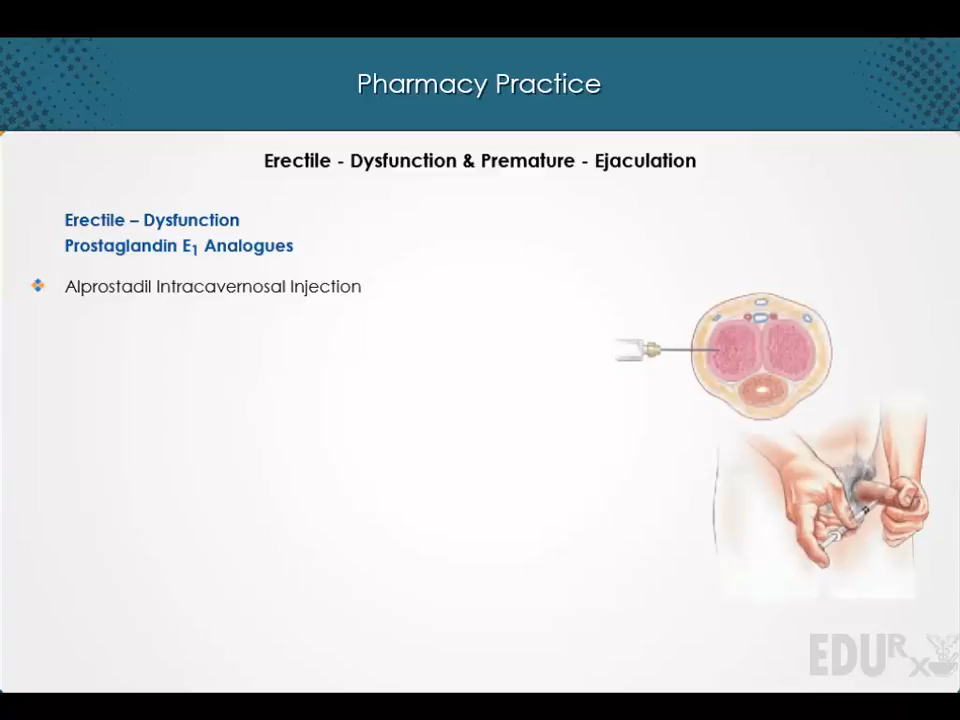 Pharmacy Practice
Erectile - Dysfunction & Premature - Ejaculation
Erectile – Dysfunction
Prostaglandin E₁ Analogues
Alprostadil Intracavernosal Injection
EDURx